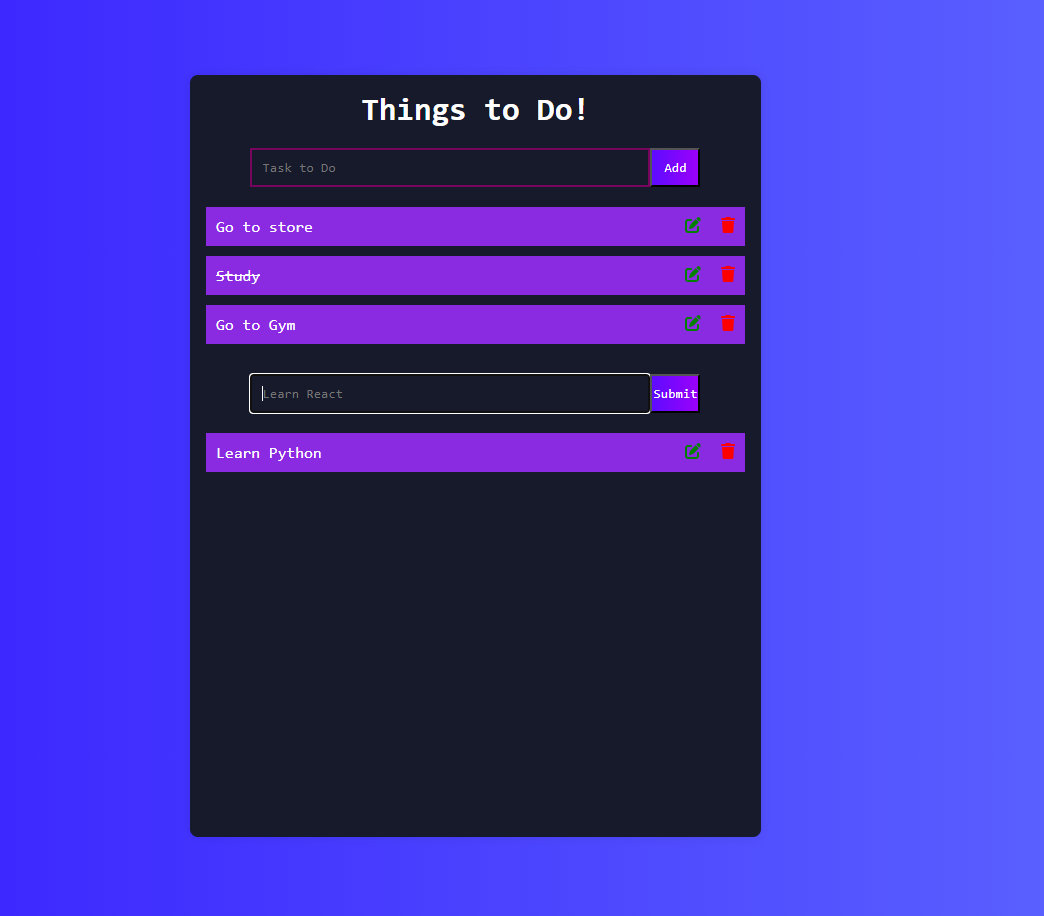 Things to Do!
Task to Do Add
Go to store
Study
Go to Gym
Learn React Submit
Learn Python